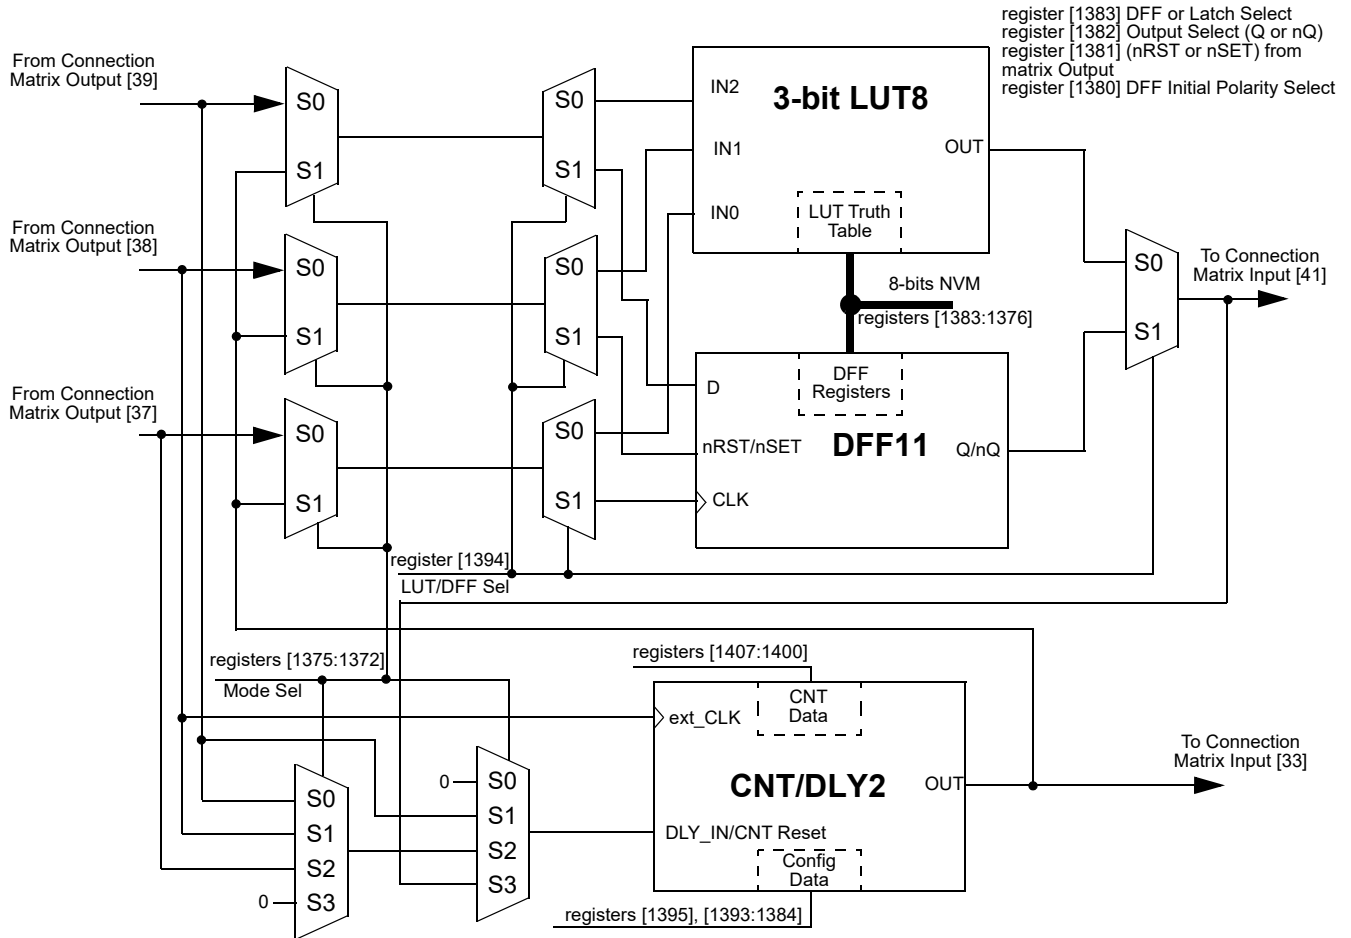 register [1383] DFF or Latch Select
register [1382] Output Select (Q or nQ)
register [1381] (nRST or nSET) from
matrix Output
register [1380] DFF Initial Polarity Select
From Connection
Matrix Output [39]
S0
S1
S0
S1
IN2
3-bit LUT8
IN1
OUT
IN0
LUT Truth
Table
From Connection
Matrix Output [38]
S0
S1
S0
S1
8-bits NVM
registers [1383:1376]
S0
S1
To Connection
Matrix Input [41]
From Connection
Matrix Output [37]
S0
S1
S0
S1
D
DFF
Registers
nRST/nSET
DFF11
Q/nQ
CLK
register [1394]
LUT/DFF Sel
registers [1375:1372]
Mode Sel
registers [1407:1400]
ext_CLK
CNT
Data
CNT/DLY2
OUT
To Connection
Matrix Input [33]
DLY_IN/CNT Reset
Config
Data
0
S0
S1
S2
S3
S0
S1
S2
0
S3
registers [1395], [1393:1384]